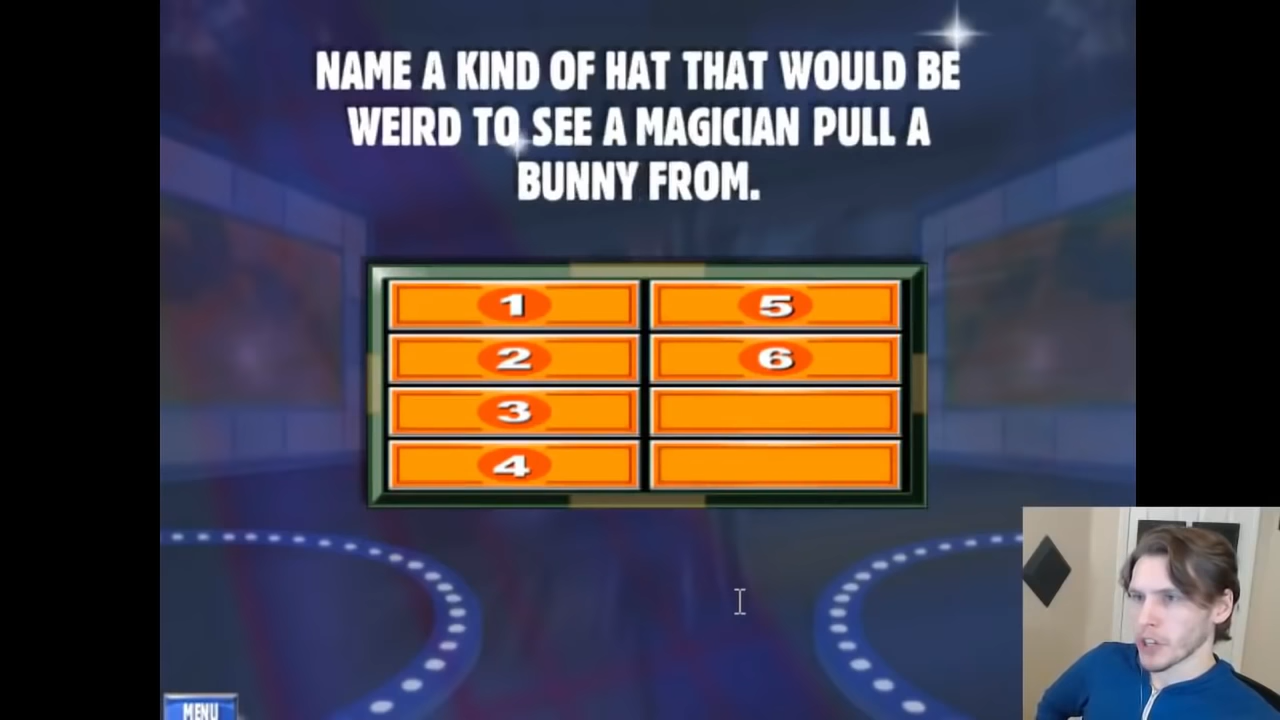 NAME A KIND OF HAT THAT WOULD BE
WEIRD TO SEE A MAGICIAN PULL A
BUNNY FROM.
1
5
2
6
3
4
MENU